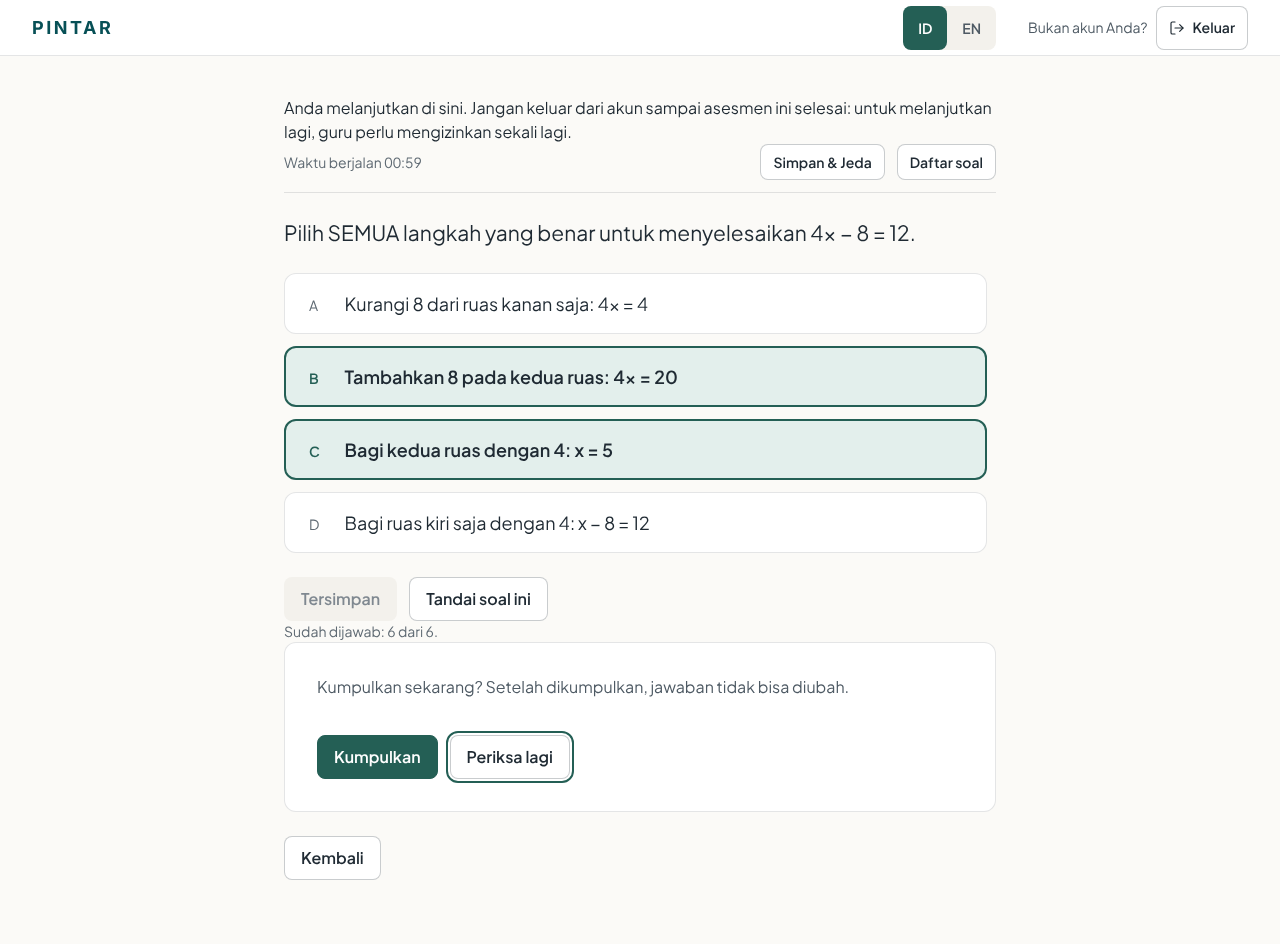 PINTAR
ID EN Bukan akun Anda? Keluar
Anda melanjutkan di sini. Jangan keluar dari akun sampai asesmen ini selesai: untuk melanjutkan
lagi, guru perlu mengizinkan sekali lagi.
Waktu berjalan 00:59 Simpan & Jeda Daftar soal
Pilih SEMUA langkah yang benar untuk menyelesaikan 4× − 8 = 12.
A Kurangi 8 dari ruas kanan saja: 4× = 4
B Tambahkan 8 pada kedua ruas: 4× = 20
C Bagi kedua ruas dengan 4: x = 5
D Bagi ruas kiri saja dengan 4: x − 8 = 12
Tersimpan Tandai soal ini
Sudah dijawab: 6 dari 6.
Kumpulkan sekarang? Setelah dikumpulkan, jawaban tidak bisa diubah.
Kumpulkan Periksa lagi
Kembali